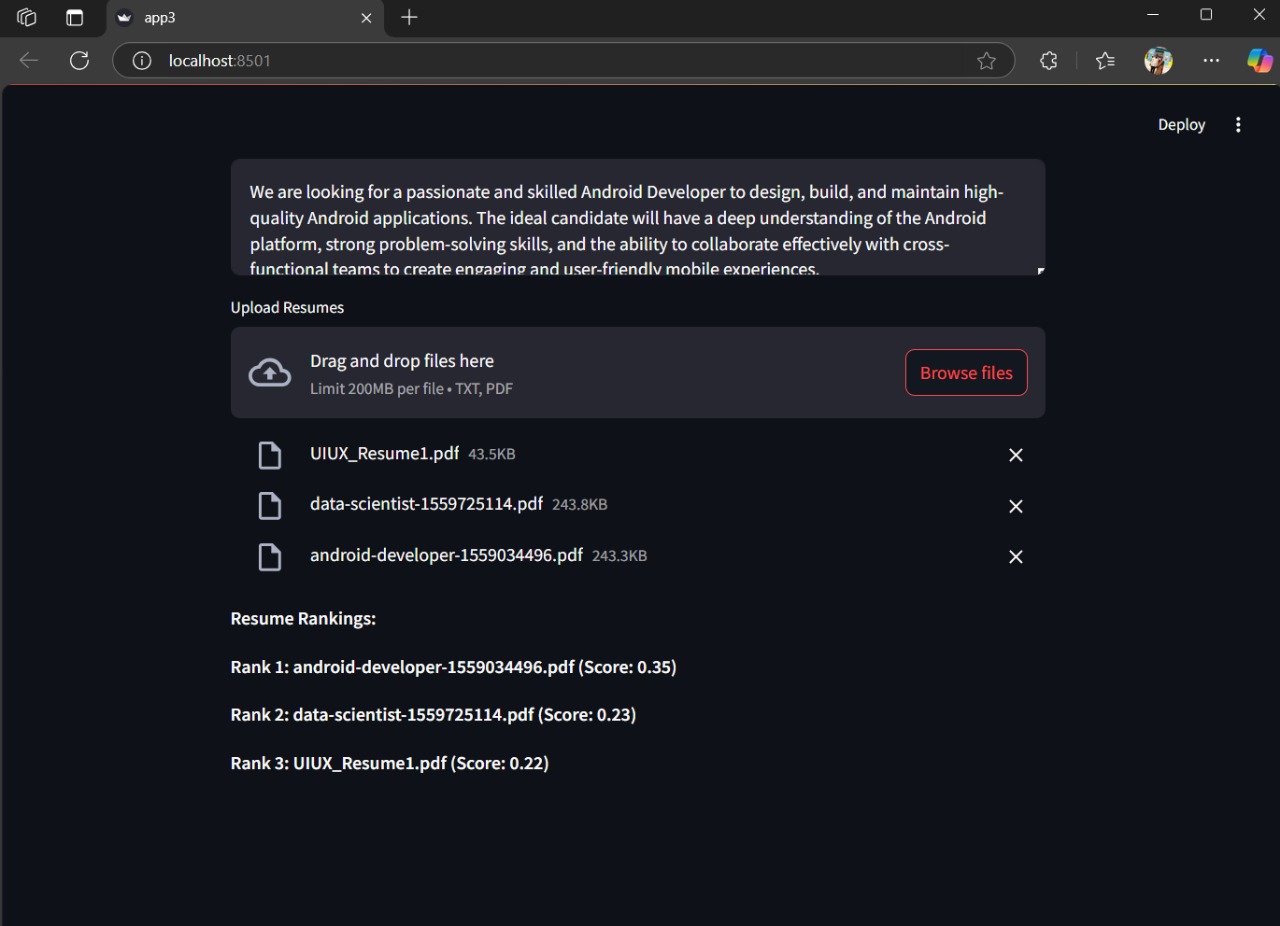 app3
localhost:8501
Deploy
We are looking for a passionate and skilled Android Developer to design, build, and maintain high-
quality Android applications. The ideal candidate will have a deep understanding of the Android
platform, strong problem-solving skills, and the ability to collaborate effectively with cross-
functional teams to create engaging and user-friendly mobile experiences.
Upload Resumes
Drag and drop files here
Limit 200MB per file • TXT, PDF
Browse files
UIUX_Resume1.pdf 43.5KB
data-scientist-1559725114.pdf 243.8KB
android-developer-1559034496.pdf 243.3KB
Resume Rankings:
Rank 1: android-developer-1559034496.pdf (Score: 0.35)
Rank 2: data-scientist-1559725114.pdf (Score: 0.23)
Rank 3: UIUX_Resume1.pdf (Score: 0.22)